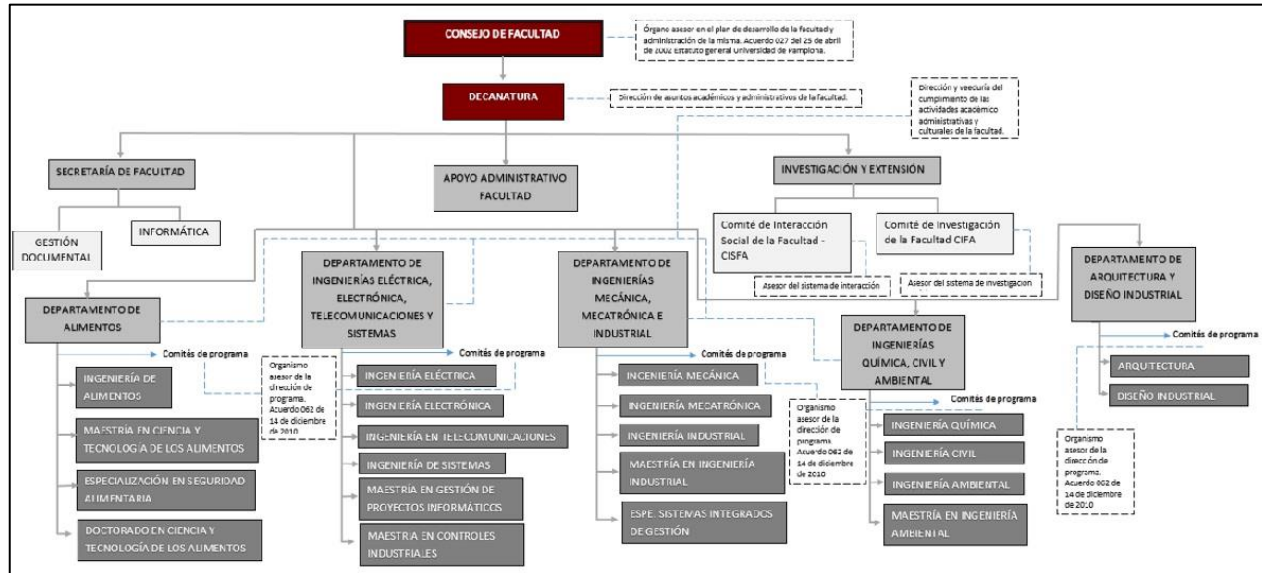 CONSEJO DE FACULTAD
Órgano asesor en el plan de desarrollo de la facultad y
administración de la misma. Acuerdo 027 del 25 de abril
de 2002 Estatuto general Universidad de Pamplona.
DECANATURA
Dirección de asuntos académicos y administrativos de la facultad.
Dirección y veeduría del
cumplimiento de las
actividades académico
administrativas y
culturales de la facultad.
SECRETARÍA DE FACULTAD
APOYO ADMINISTRATIVO
FACULTAD
INVESTIGACIÓN Y EXTENSIÓN
GESTIÓN
DOCUMENTAL
INFORMÁTICA
Comité de Interacción
Social de la Facultad -
CISFA
Comité de Investigación
de la Facultad CIFA
Asesor del sistema de interacción
Asesor del sistema de investigacion
DEPARTAMENTO DE
ALIMENTOS
Comités de programa
INGENIERÍA DE
ALIMENTOS
MAESTRÍA EN CIENCIA Y
TECNOLOGÍA DE LOS ALIMENTOS
ESPECIALIZACIÓN EN SEGURIDAD
ALIMENTARIA
DOCTORADO EN CIENCIA Y
TECNOLOGÍA DE LOS ALIMENTOS
Organismo
asesor de la
dirección de
programa.
Acuerdo 062 de
14 de diciembre
de 2010
DEPARTAMENTO DE
INGENIERÍAS ELÉCTRICA,
ELECTRÓNICA,
TELECOMUNICACIONES Y
SISTEMAS
Comités de programa
INGENIERÍA ELÉCTRICA
INGENIERÍA ELECTRÓNICA
INGENIERÍA EN TELECOMUNICACIONES
INGENIERÍA DE SISTEMAS
MAESTRÍA EN GESTIÓN DE
PROYECTOS INFORMÁTICOS
MAESTRIA EN CONTROLES
INDUSTRIALES
DEPARTAMENTO DE
INGENIERÍAS
MECÁNICA,
MECATRÓNICA E
INDUSTRIAL
Comités de programa
INGENIERÍA MECÁNICA
INGENIERÍA MECATRÓNICA
INGENIERÍA INDUSTRIAL
MAESTRÍA EN INGENIERÍA
INDUSTRIAL
ESPE. SISTEMAS INTEGRADOS
DE GESTIÓN
Organismo
asesor de la
dirección de
programa.
Acuerdo 062 de
14 de diciembre
de 2010
DEPARTAMENTO DE
INGENIERÍAS
QUÍMICA, CIVIL Y
AMBIENTAL
Comités de programa
INGENIERÍA QUÍMICA
INGENIERÍA CIVIL
INGENIERÍA AMBIENTAL
MAESTRÍA EN INGENIERÍA
AMBIENTAL
DEPARTAMENTO DE
ARQUITECTURA Y
DISEÑO INDUSTRIAL
Comités de programa
ARQUITECTURA
DISEÑO INDUSTRIAL
Organismo
asesor de la
dirección de
programa.
Acuerdo 062 de
14 de diciembre
de 2010